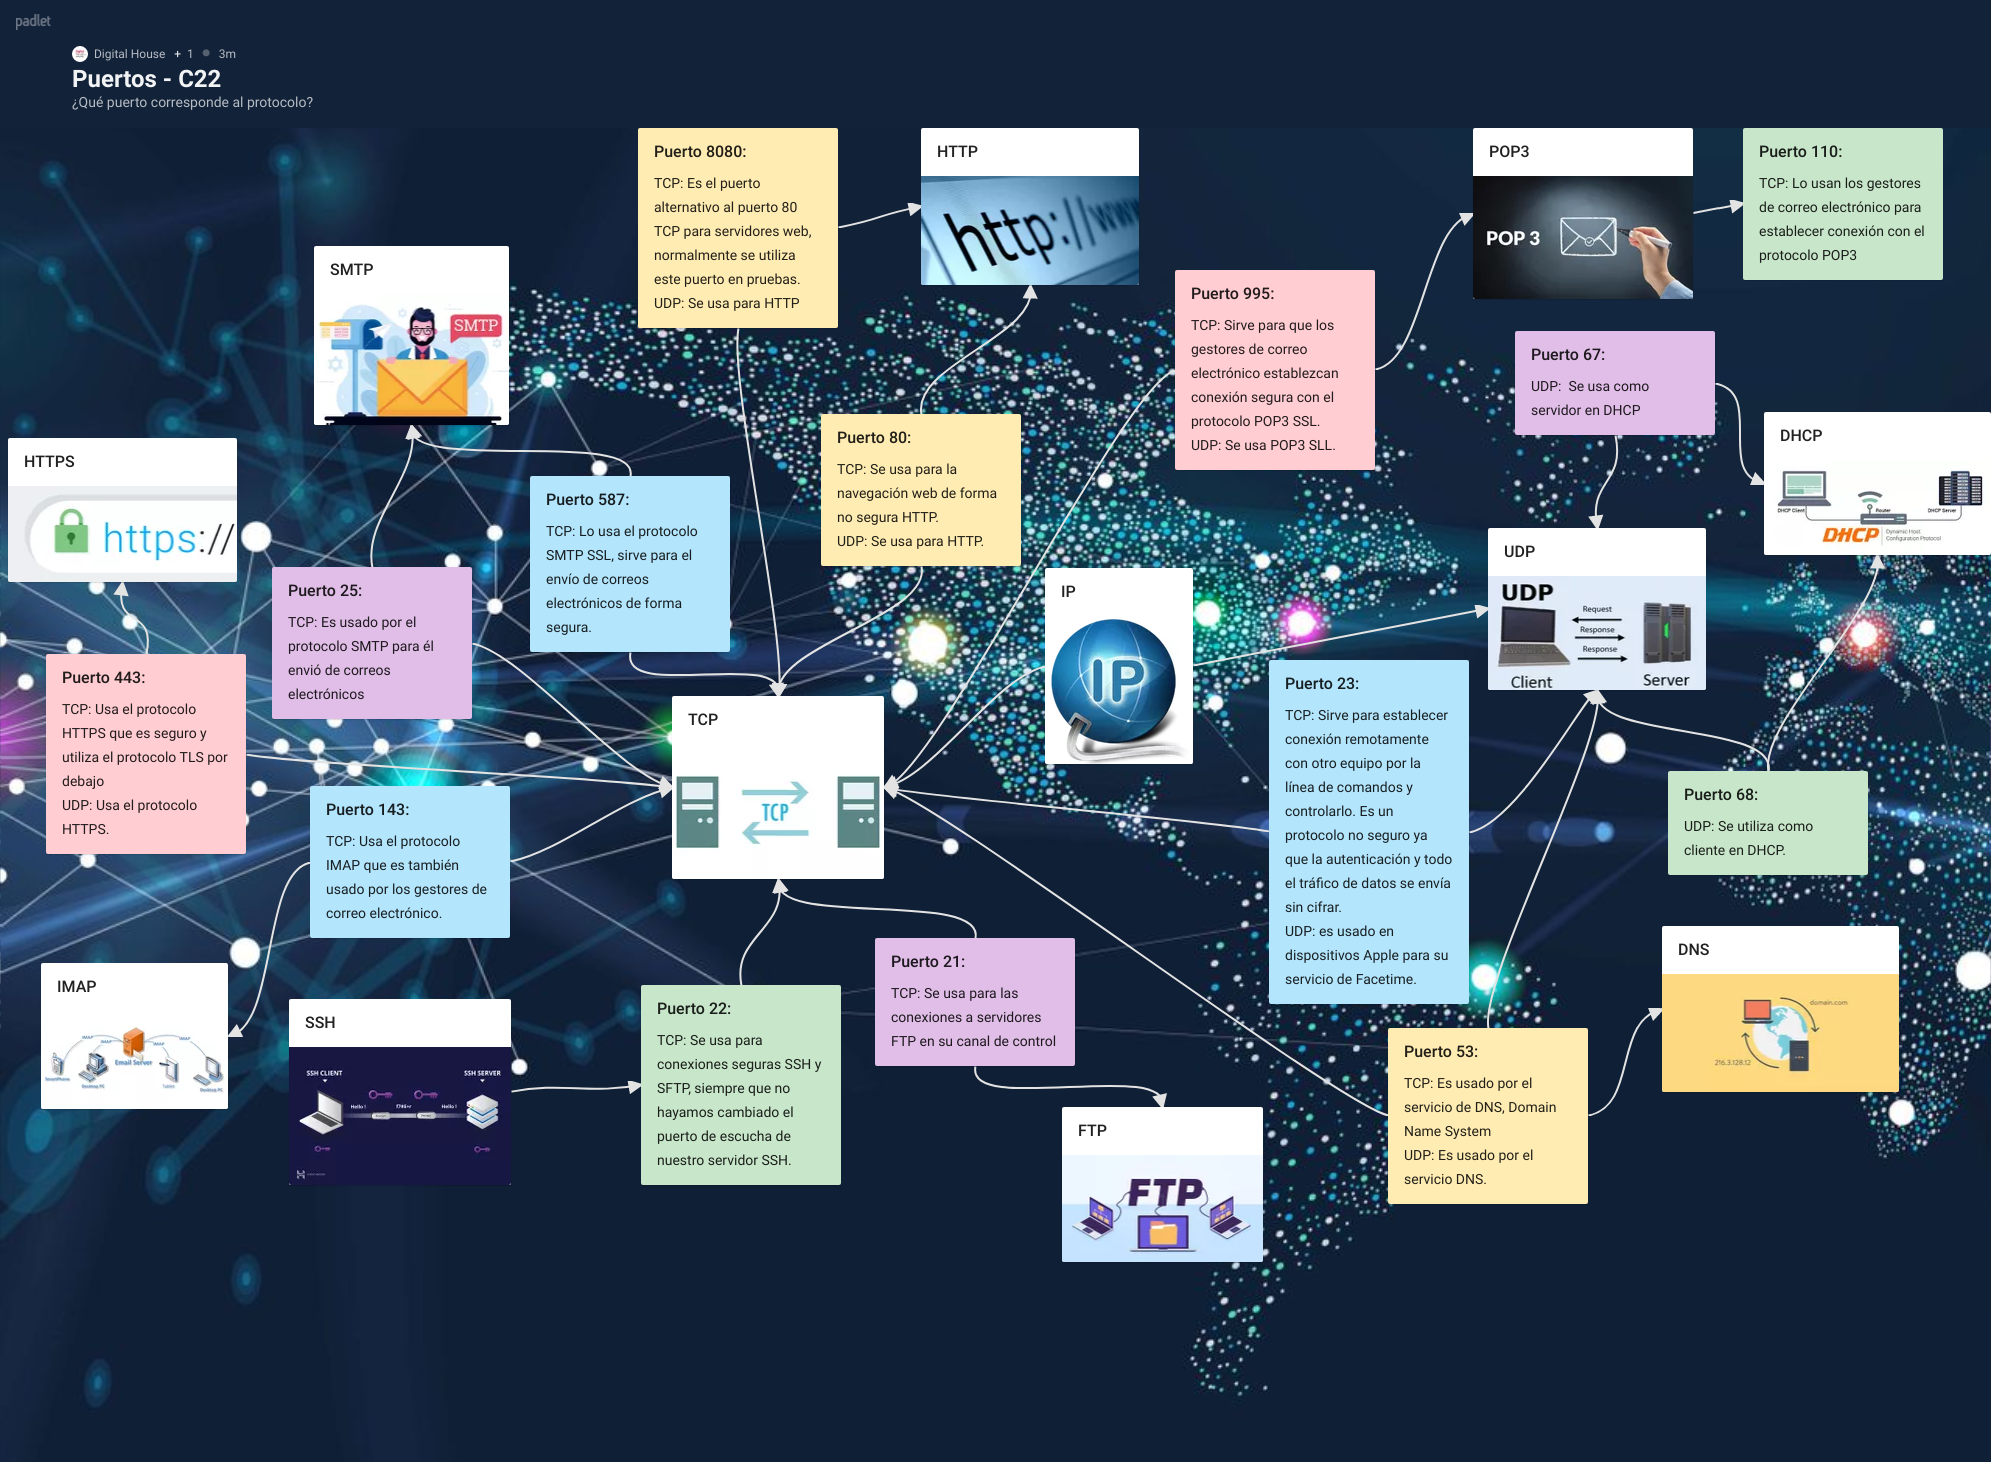 padlet
Digital House + 1 3m
Puertos - C22
¿Qué puerto corresponde al protocolo?
Puerto 8080:
TCP: Es el puerto
alternativo al puerto 80
TCP para servidores web,
normalmente se utiliza
este puerto en pruebas.
UDP: Se usa para HTTP
HTTP
http://www
POP3
POP 3
Puerto 110:
TCP: Lo usan los gestores
de correo electrónico para
establecer conexión con el
protocolo POP3
SMTP
SMTP
Puerto 995:
TCP: Sirve para que los
gestores de correo
electrónico establezcan
conexión segura con el
protocolo POP3 SSL.
UDP: Se usa POP3 SLL.
Puerto 67:
UDP:  Se usa como
servidor en DHCP
DHCP
DHCP Client
Router
DHCP Server
DHCP
Dynamic Host
Configuration Protocol
Puerto 80:
TCP: Se usa para la
navegación web de forma
no segura HTTP.
UDP: Se usa para HTTP.
HTTPS
https://
Puerto 587:
TCP: Lo usa el protocolo
SMTP SSL, sirve para el
envío de correos
electrónicos de forma
segura.
Puerto 25:
TCP: Es usado por el
protocolo SMTP para él
envió de correos
electrónicos
IP
IP
UDP
UDP
Request
Response
Response
Client
Server
Puerto 443:
TCP: Usa el protocolo
HTTPS que es seguro y
utiliza el protocolo TLS por
debajo
UDP: Usa el protocolo
HTTPS.
TCP
TCP
Puerto 23:
TCP: Sirve para establecer
conexión remotamente
con otro equipo por la
línea de comandos y
controlarlo. Es un
protocolo no seguro ya
que la autenticación y todo
el tráfico de datos se envía
sin cifrar.
UDP: es usado en
dispositivos Apple para su
servicio de Facetime.
Puerto 68:
UDP: Se utiliza como
cliente en DHCP.
Puerto 143:
TCP: Usa el protocolo
IMAP que es también
usado por los gestores de
correo electrónico.
IMAP
IMAP
IMAP
IMAP
IMAP
Email Server
SmartPhone
Desktop PC
Tablet
Desktop PC
SSH
SSH CLIENT
SSH SERVER
Hello !
Hello !
Puerto 22:
TCP: Se usa para
conexiones seguras SSH y
SFTP, siempre que no
hayamos cambiado el
puerto de escucha de
nuestro servidor SSH.
Puerto 21:
TCP: Se usa para las
conexiones a servidores
FTP en su canal de control
FTP
FTP
Puerto 53:
TCP: Es usado por el
servicio de DNS, Domain
Name System
UDP: Es usado por el
servicio DNS.
DNS
domain.com
216.3.128.12